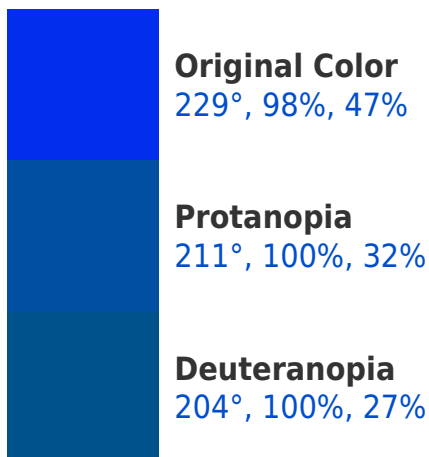 Original Color
229°, 98%, 47%
Protanopia
211°, 100%, 32%
Deuteranopia
204°, 100%, 27%